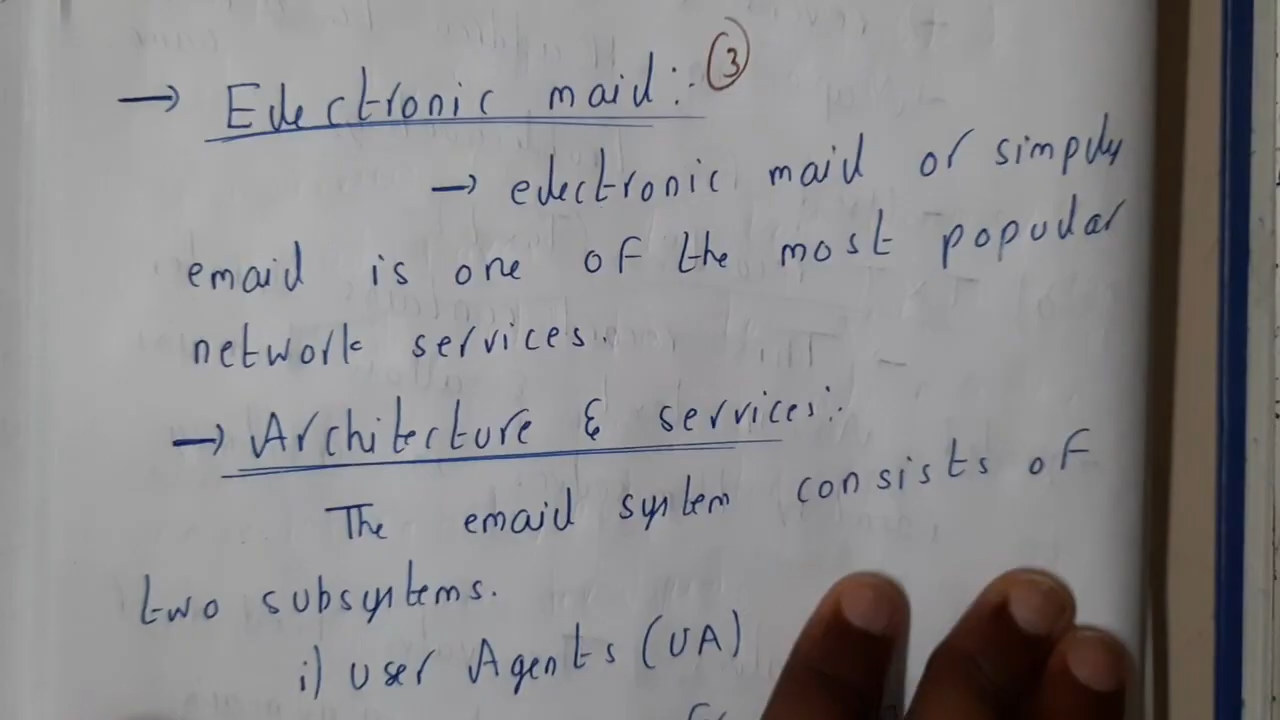 → Electronic mail:- ③
→ electronic mail or simply
email is one of the most popular
network services.
→ Architecture & services:-
The email system consists of
two subsystems.
i) user Agents (UA)